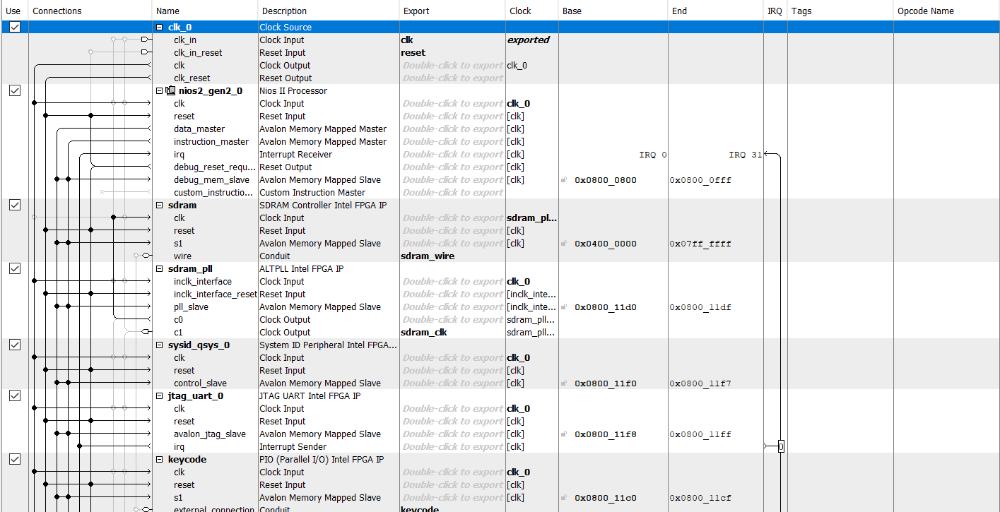 Use Connections Name Description Export Clock Base End IRQ Tags Opcode Name
clk_0 Clock Source
clk_in Clock Input clk exported
clk_in_reset Reset Input reset
clk Clock Output Double-click to export clk_0
clk_reset Reset Output Double-click to export
nios2_gen2_0 Nios II Processor
clk Clock Input Double-click to export clk_0
reset Reset Input Double-click to export [clk]
data_master Avalon Memory Mapped Master Double-click to export [clk]
instruction_master Avalon Memory Mapped Master Double-click to export [clk]
irq Interrupt Receiver Double-click to export [clk] IRQ 0 IRQ 31
debug_reset_requ... Reset Output Double-click to export [clk]
debug_mem_slave Avalon Memory Mapped Slave Double-click to export [clk] 0x0800_0800 0x0800_0fff
custom_instructio... Custom Instruction Master Double-click to export
sdram SDRAM Controller Intel FPGA IP
clk Clock Input Double-click to export sdram_pl...
reset Reset Input Double-click to export [clk]
s1 Avalon Memory Mapped Slave Double-click to export [clk] 0x0400_0000 0x07ff_ffff
wire Conduit sdram_wire
sdram_pll ALTPLL Intel FPGA IP
inclk_interface Clock Input Double-click to export clk_0
inclk_interface_reset Reset Input Double-click to export [inclk_inte...
pll_slave Avalon Memory Mapped Slave Double-click to export [inclk_inte... 0x0800_11d0 0x0800_11df
c0 Clock Output Double-click to export sdram_pll...
c1 Clock Output sdram_clk sdram_pll...
sysid_qsys_0 System ID Peripheral Intel FPGA...
clk Clock Input Double-click to export clk_0
reset Reset Input Double-click to export [clk]
control_slave Avalon Memory Mapped Slave Double-click to export [clk] 0x0800_11f0 0x0800_11f7
jtag_uart_0 JTAG UART Intel FPGA IP
clk Clock Input Double-click to export clk_0
reset Reset Input Double-click to export [clk]
avalon_jtag_slave Avalon Memory Mapped Slave Double-click to export [clk] 0x0800_11f8 0x0800_11ff
irq Interrupt Sender Double-click to export [clk] 0
keycode PIO (Parallel I/O) Intel FPGA IP
clk Clock Input Double-click to export clk_0
reset Reset Input Double-click to export [clk]
s1 Avalon Memory Mapped Slave Double-click to export [clk] 0x0800_11c0 0x0800_11cf
external_connection Conduit keycode